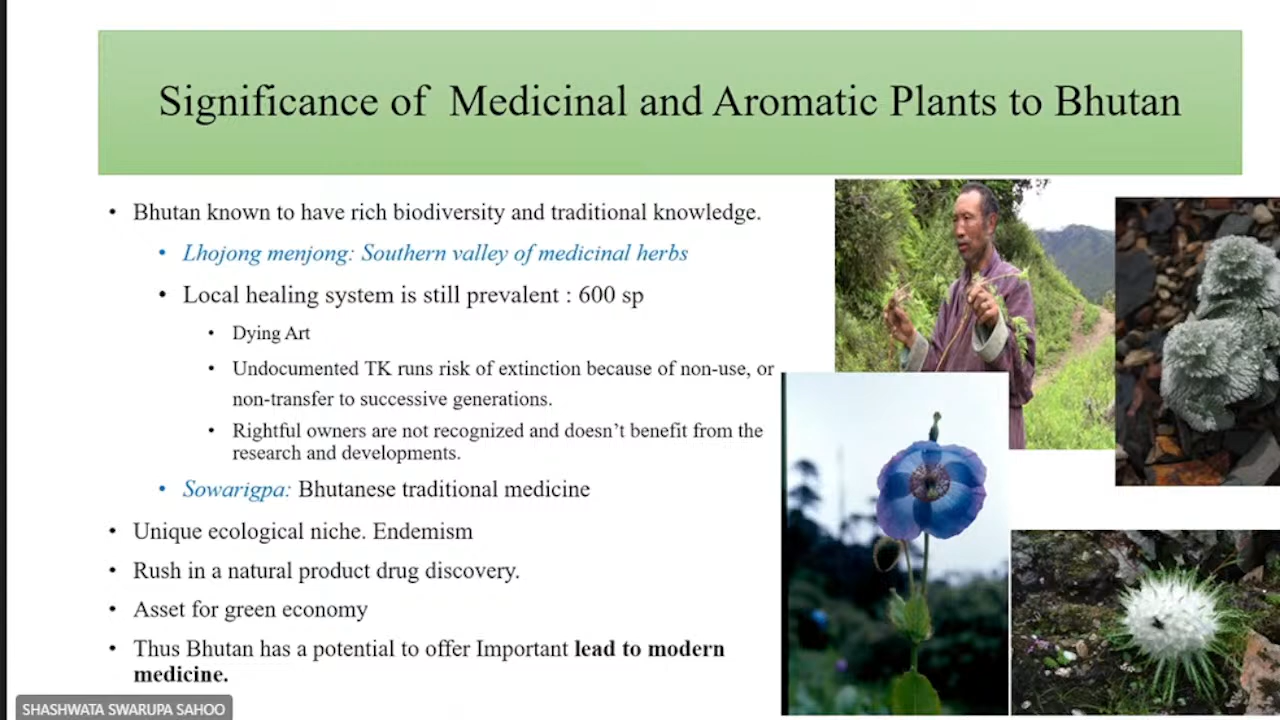 Significance of Medicinal and Aromatic Plants to Bhutan
• Bhutan known to have rich biodiversity and traditional knowledge.
• Lhojong menjong: Southern valley of medicinal herbs
• Local healing system is still prevalent : 600 sp
• Dying Art
• Undocumented TK runs risk of extinction because of non-use, or
non-transfer to successive generations.
• Rightful owners are not recognized and doesn’t benefit from the
research and developments.
• Sowarigpa: Bhutanese traditional medicine
• Unique ecological niche. Endemism
• Rush in a natural product drug discovery.
• Asset for green economy
• Thus Bhutan has a potential to offer Important lead to modern
medicine.
SHASHWATA SWARUPA SAHOO